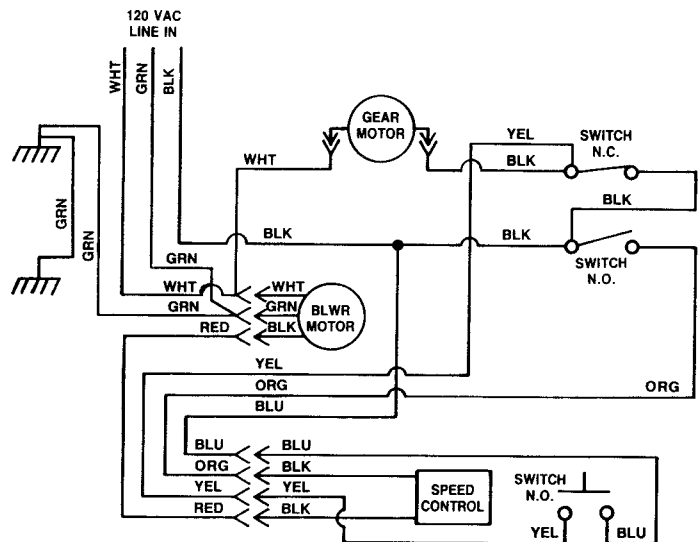 120 VAC
LINE IN
WHT
GRN
BLK
GEAR
MOTOR
YEL
SWITCH
N.C.
WHT
BLK
BLK
GRN
GRN
BLK
BLK
SWITCH
N.O.
GRN
WHT
WHT
GRN
GRN
BLWR
MOTOR
RED
BLK
YEL
ORG
ORG
BLU
BLU
BLU
ORG
BLK
YEL
YEL
RED
BLK
SPEED
CONTROL
SWITCH
N.O.
YEL
BLU